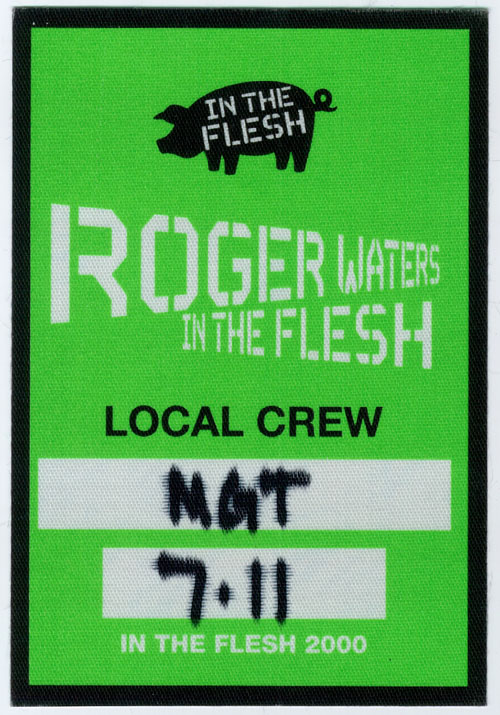 IN THE
FLESH
ROGER WATERS
IN THE FLESH
LOCAL CREW
MGT
7·11
IN THE FLESH 2000